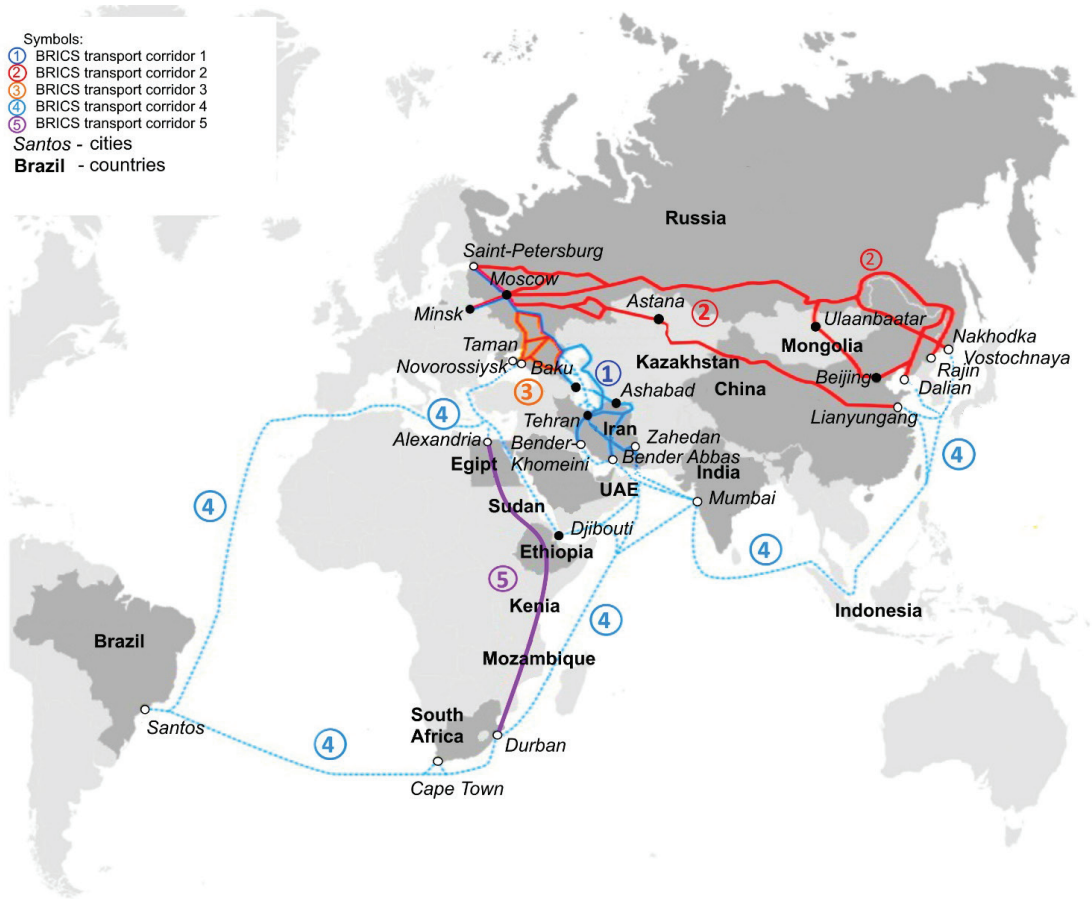 Symbols:
1 BRICS transport corridor 1
2 BRICS transport corridor 2
3 BRICS transport corridor 3
4 BRICS transport corridor 4
5 BRICS transport corridor 5
Santos - cities
Brazil - countries
Russia
Saint-Petersburg
2
Moscow
Astana
2
Minsk
Ulaanbaatar
Nakhodka
Taman
Mongolia
Vostochnaya
Novorossiysk
Baku
1
Kazakhstan
Rajin
Beijing
China
Dalian
3
Ashabad
4
Tehran
Iran
Lianyungang
Alexandria
Bender
Khomeini
Zahedan
Bender Abbas
4
Egipt
India
UAE
Mumbai
4
Sudan
Djibouti
Ethiopia
4
5
Kenia
4
Indonesia
Brazil
Mozambique
Santos
South
Africa
Durban
4
Cape Town